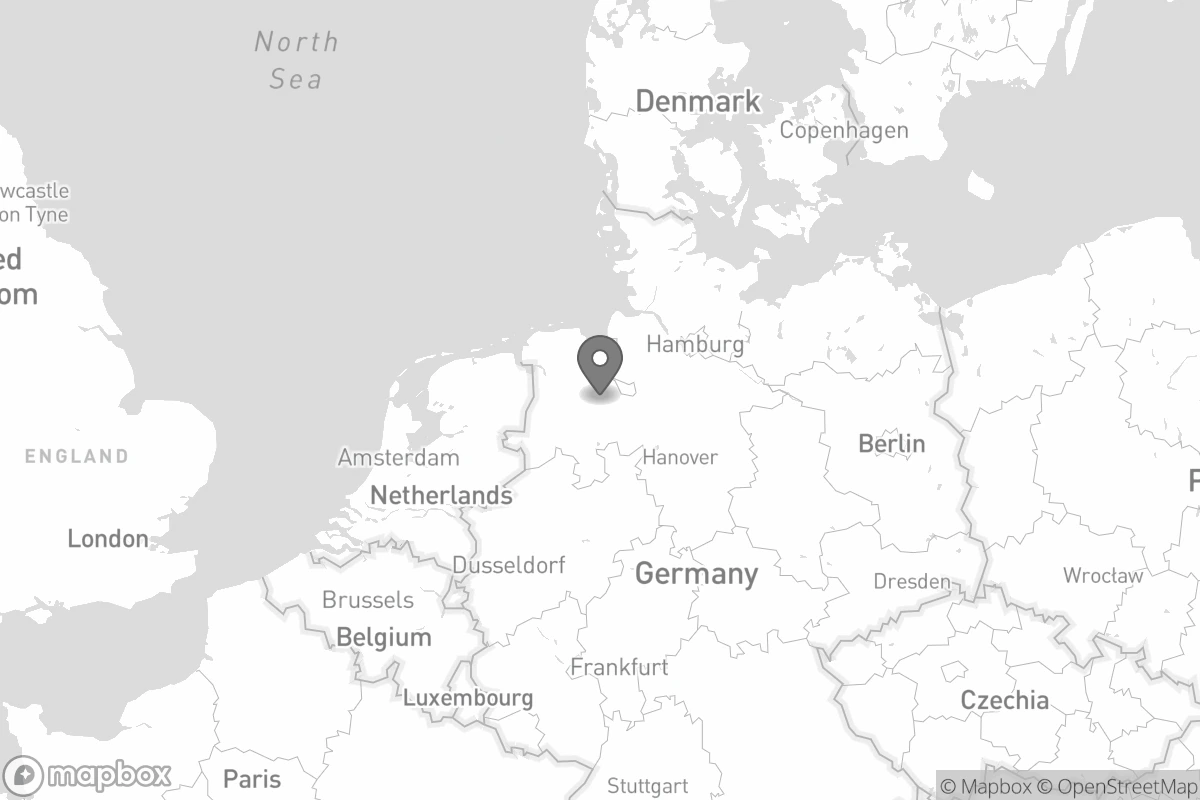 North
Sea
Denmark
Copenhagen
wcastle
on Tyne
ed
om
Hamburg
ENGLAND
Amsterdam
Hanover
Berlin
Netherlands
F
London
Dusseldorf
Germany
Dresden
Wrocław
Brussels
Belgium
Frankfurt
Luxembourg
Czechia
mapbox
Paris
Stuttgart
© Mapbox © OpenStreetMap